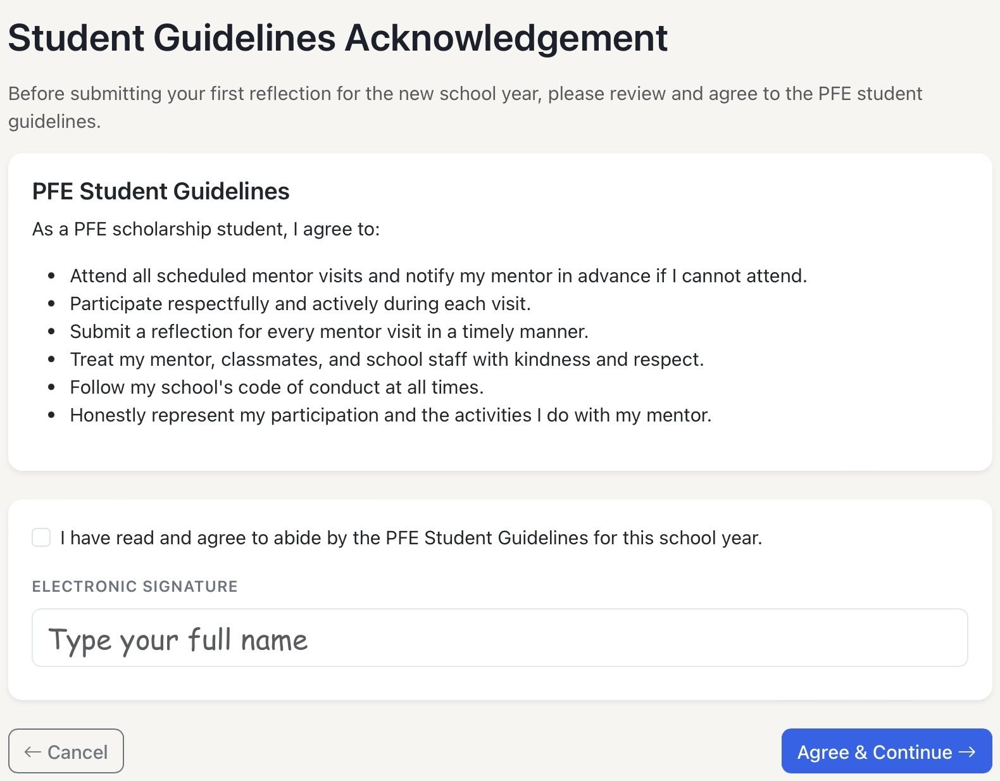 Student Guidelines Acknowledgement
Before submitting your first reflection for the new school year, please review and agree to the PFE student
guidelines.
PFE Student Guidelines
As a PFE scholarship student, I agree to:
• Attend all scheduled mentor visits and notify my mentor in advance if I cannot attend.
• Participate respectfully and actively during each visit.
• Submit a reflection for every mentor visit in a timely manner.
• Treat my mentor, classmates, and school staff with kindness and respect.
• Follow my school's code of conduct at all times.
• Honestly represent my participation and the activities I do with my mentor.
I have read and agree to abide by the PFE Student Guidelines for this school year.
ELECTRONIC SIGNATURE
Type your full name
← Cancel
Agree & Continue →